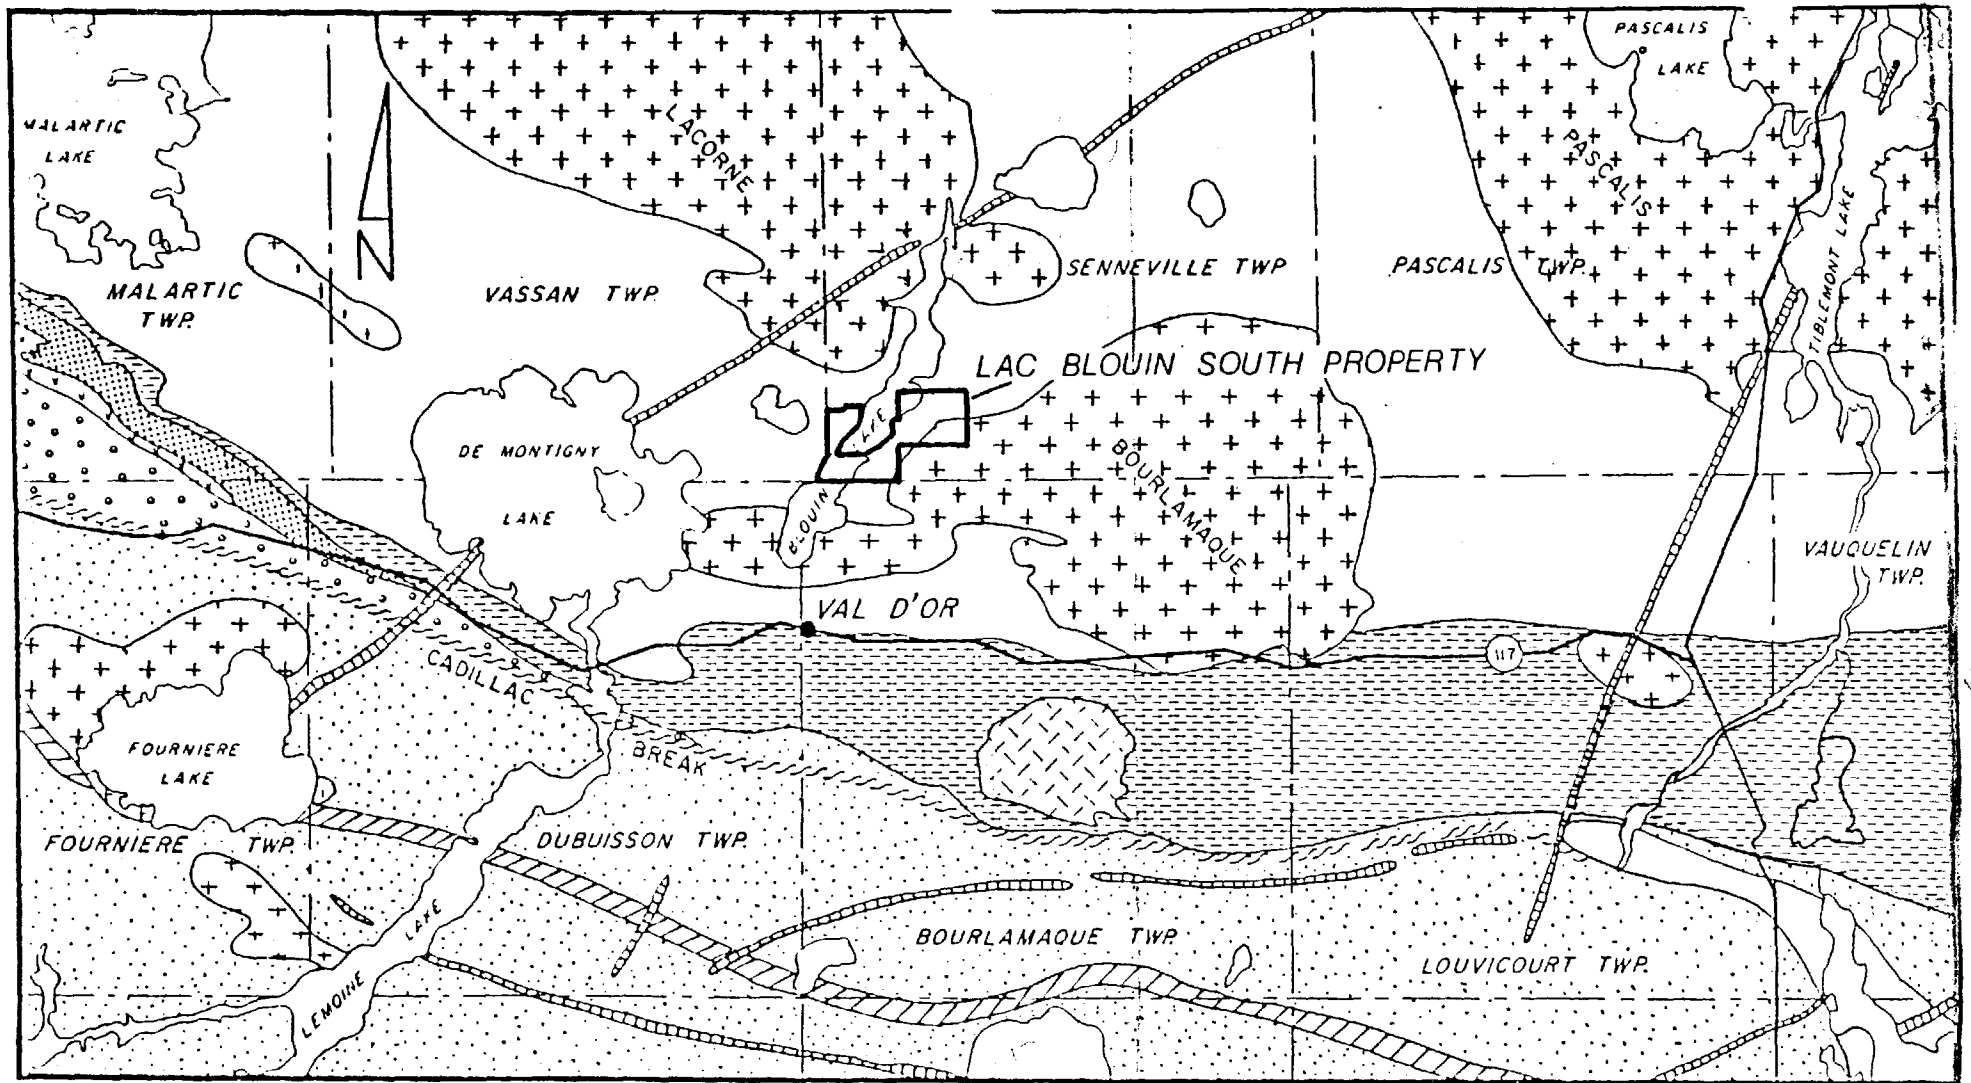 PASCALIS
LAKE
MALARTIC
LAKE
LACORNE
PASCALIS
N
MALARTIC
TWP.
VASSAN TWP.
SENNEVILLE TWP.
PASCALIS TWP.
TIBLEMONT LAKE
LAC BLOUIN SOUTH PROPERTY
LAKE
BLOUIN
DE MONTIGNY
LAKE
BOURLAMAQUE
VAUQUELIN
TWP.
VAL D'OR
117
CADILLAC
BREAK
FOURNIERE
LAKE
FOURNIERE TWP.
DUBUISSON TWP.
LEMOINE LAKE
BOURLAMAQUE TWP.
LOUVICOURT TWP.